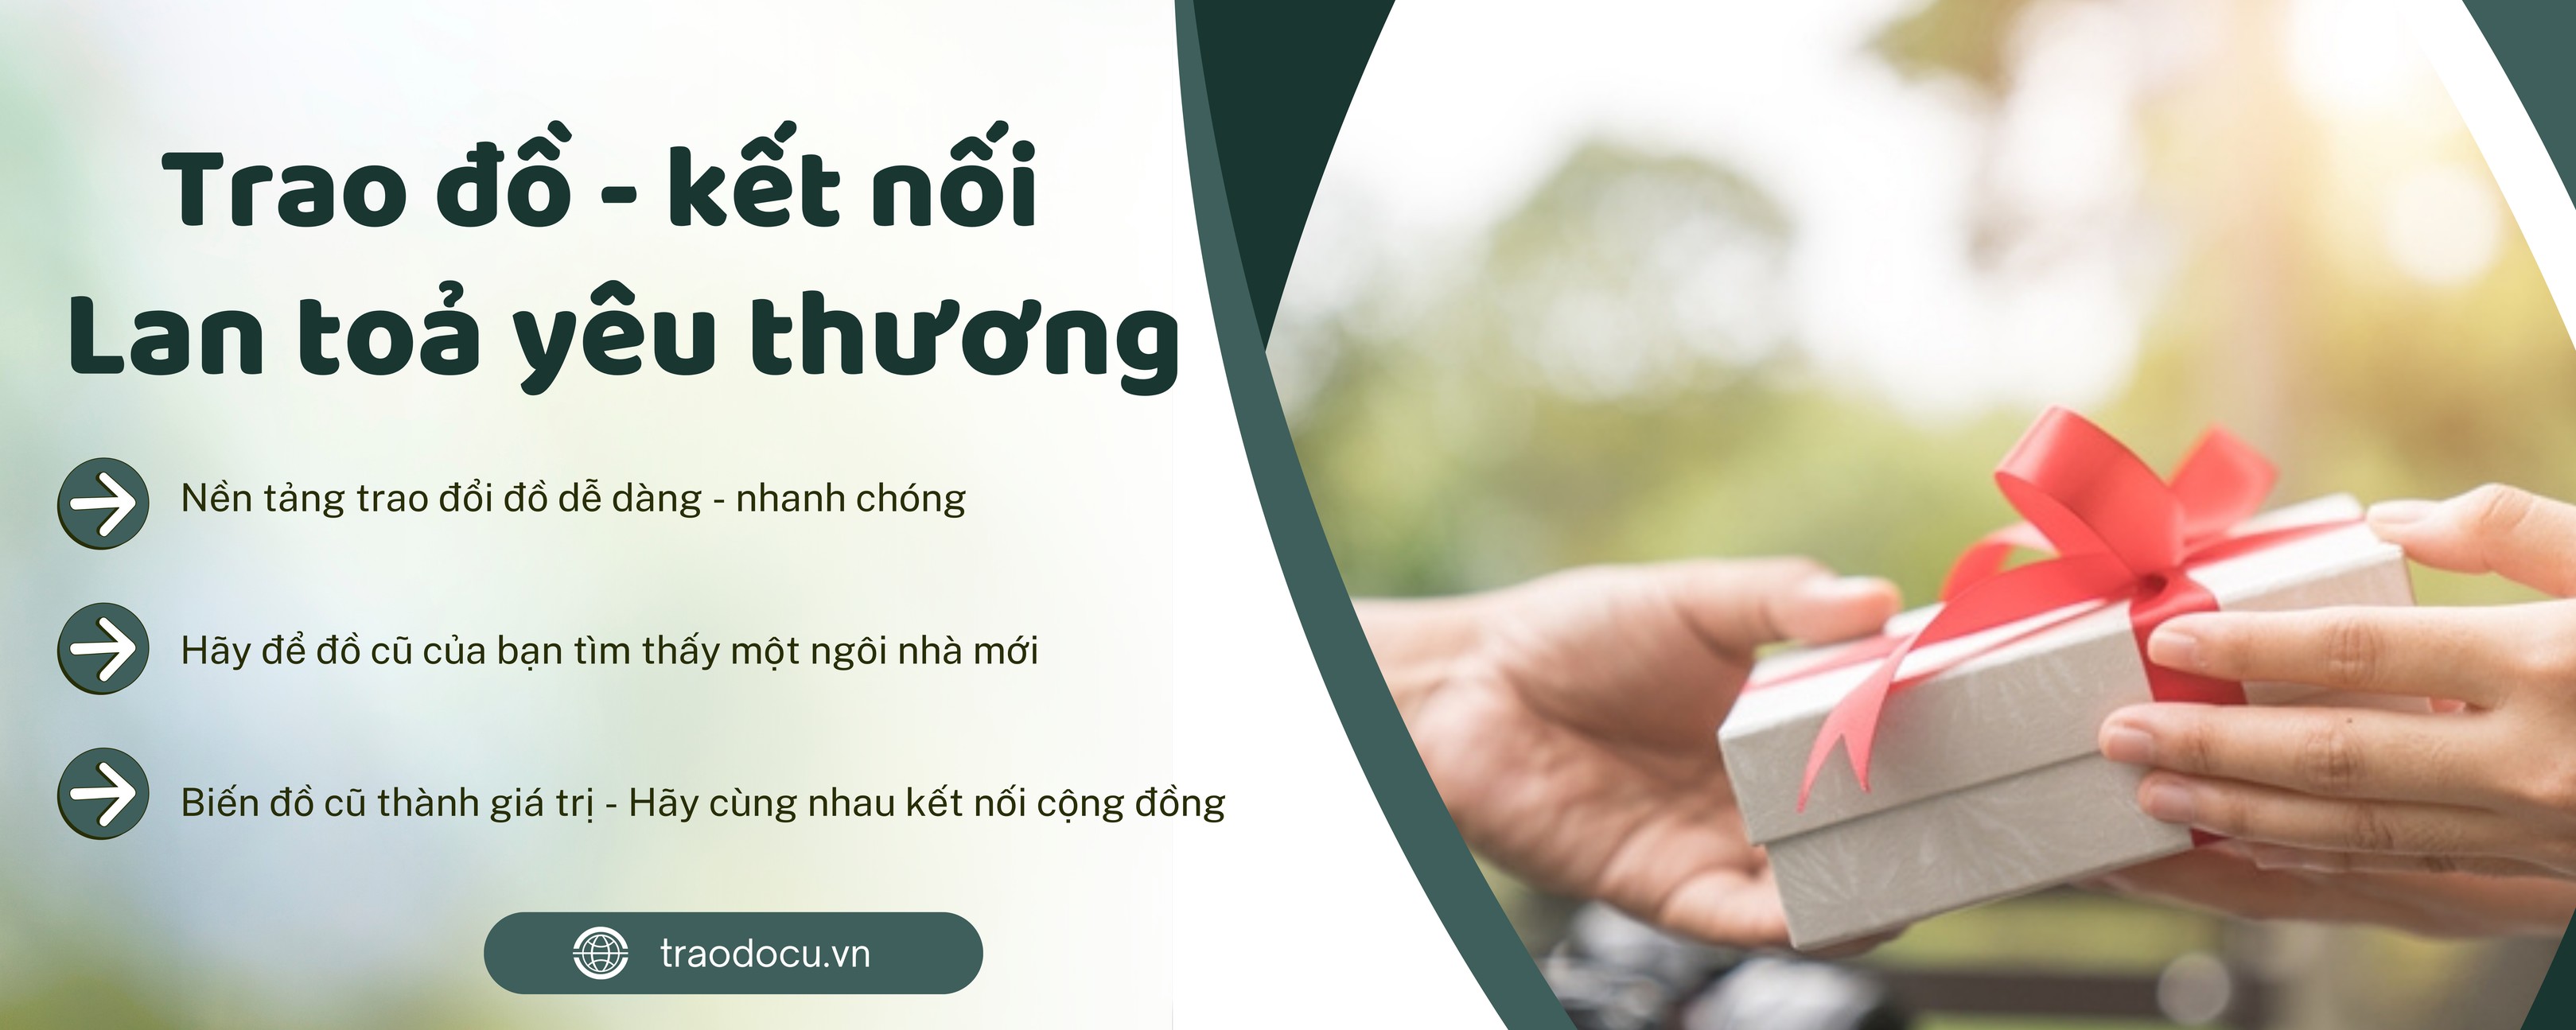 Trao đồ - kết nối
Lan toả yêu thương
Nền tảng trao đổi đồ dễ dàng - nhanh chóng
Hãy để đồ cũ của bạn tìm thấy một ngôi nhà mới
Biến đồ cũ thành giá trị - Hãy cùng nhau kết nối cộng đồng
traodocu.vn